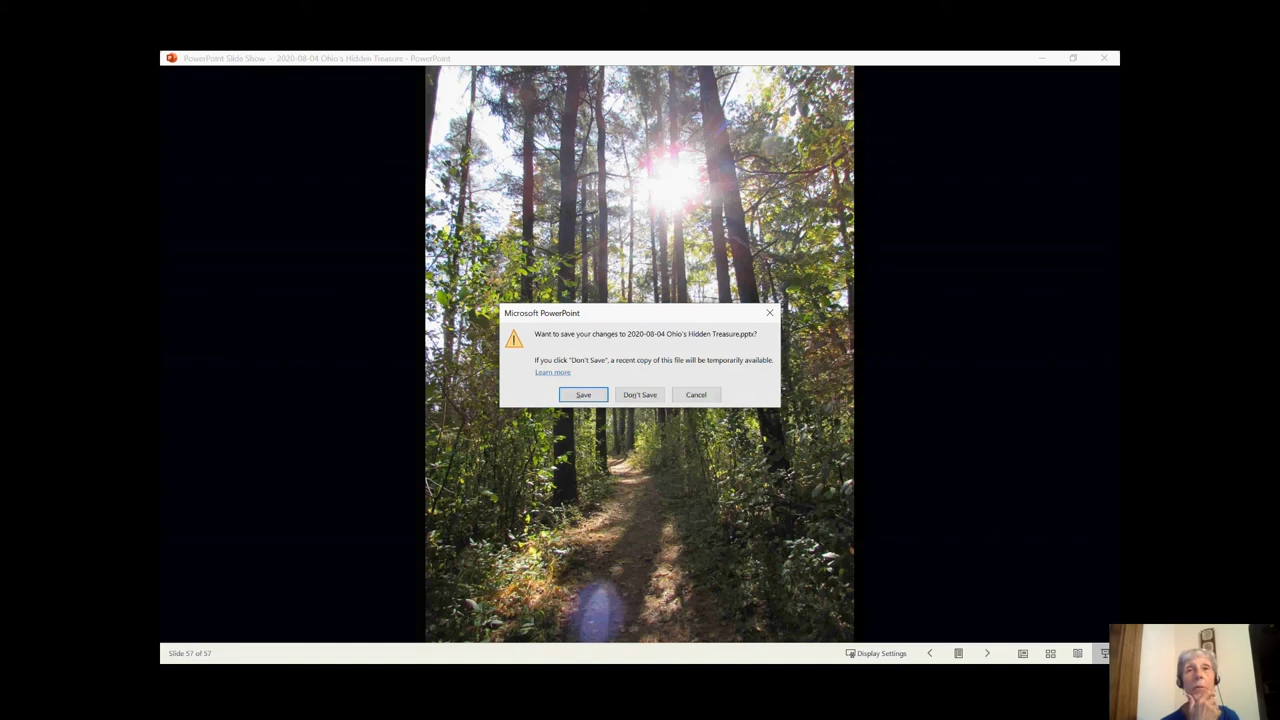 PowerPoint Slide Show - 2020-08-04 Ohio's Hidden Treasure - PowerPoint
Microsoft PowerPoint
Want to save your changes to 2020-08-04 Ohio's Hidden Treasure.pptx?
If you click "Don't Save", a recent copy of this file will be temporarily available.
Learn more
Save Don't Save Cancel
Slide 57 of 57 Display Settings